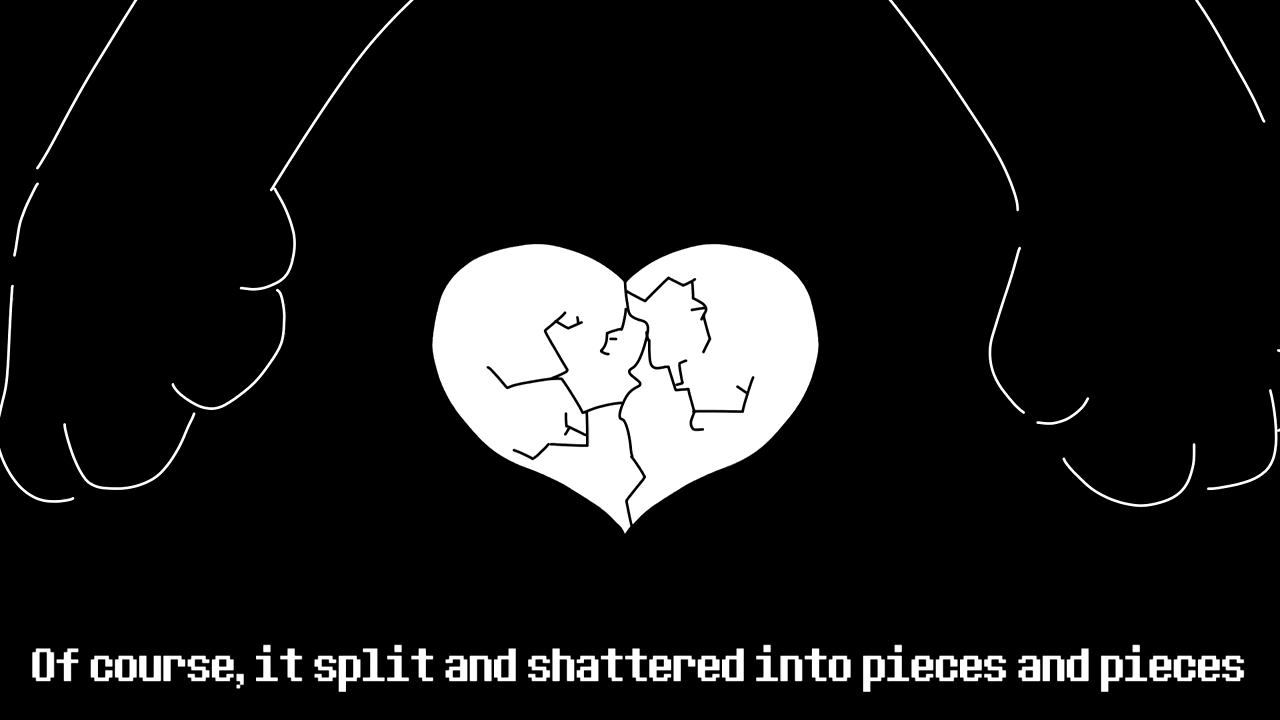 Of course, it split and shattered into pieces and pieces